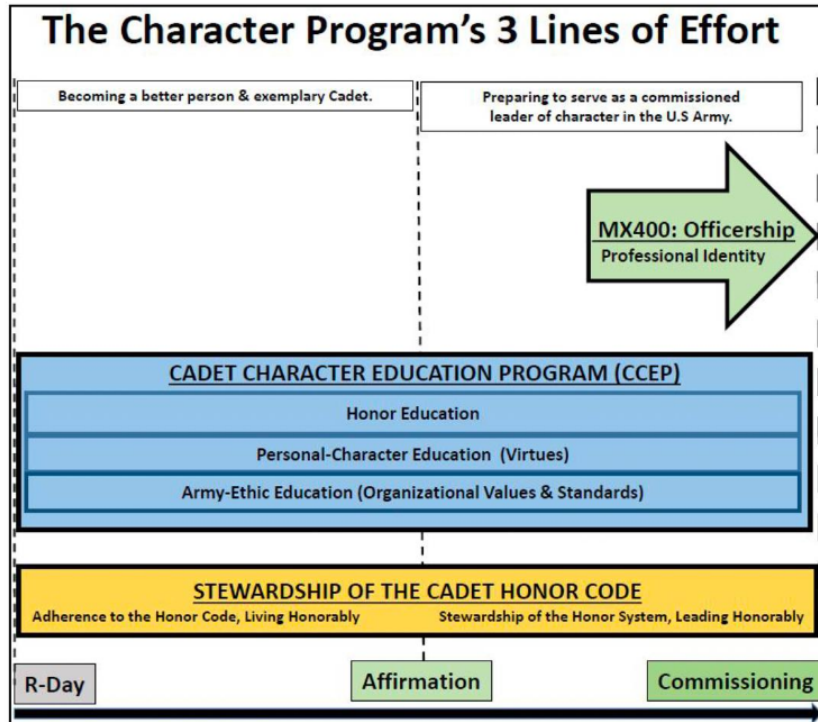 The Character Program's 3 Lines of Effort
Becoming a better person & exemplary Cadet.
Preparing to serve as a commissioned
leader of character in the U.S Army.
MX400: Officership
Professional Identity
CADET CHARACTER EDUCATION PROGRAM (CCEP)
Honor Education
Personal-Character Education (Virtues)
Army-Ethic Education (Organizational Values & Standards)
STEWARDSHIP OF THE CADET HONOR CODE
Adherence to the Honor Code, Living Honorably
Stewardship of the Honor System, Leading Honorably
R-Day
Affirmation
Commissioning